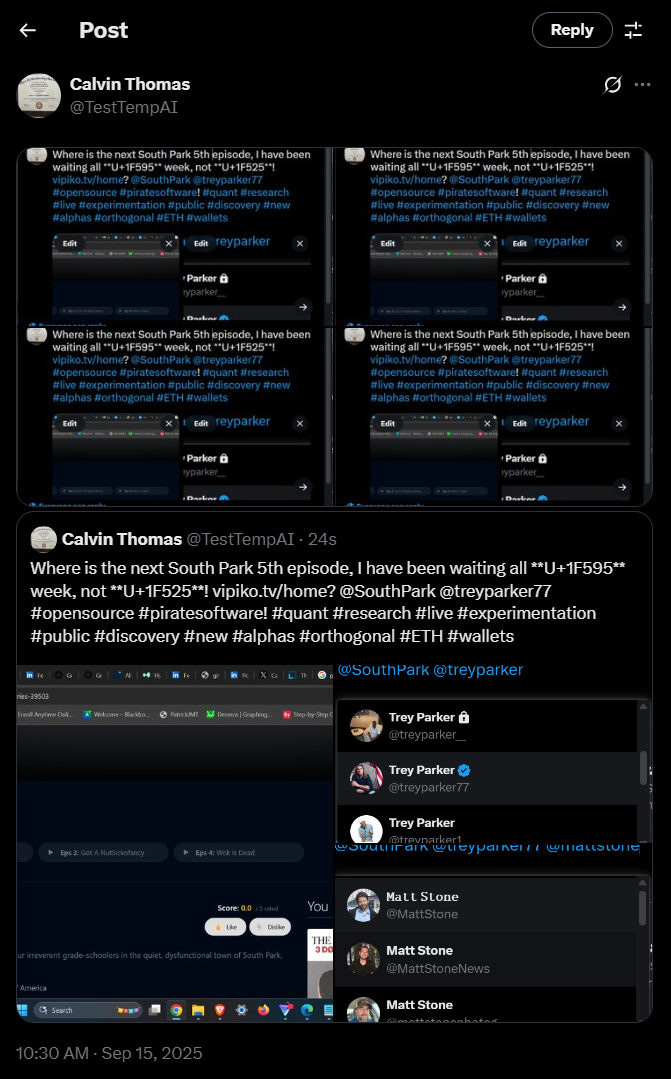 Post
Reply
Calvin Thomas
@TestTempAI
Where is the next South Park 5th episode, I have been
waiting all **U+1F595** week, not **U+1F525**!
vipiko.tv/home? @SouthPark @treyparker77
#opensource #piratesoftware! #quant #research
#live #experimentation #public #discovery #new
#alphas #orthogonal #ETH #wallets
Edit
Edit reyparker
Parker
yparker__
Parker
Where is the next South Park 5th episode, I have been
waiting all **U+1F595** week, not **U+1F525**!
vipiko.tv/home? @SouthPark @treyparker77
#opensource #piratesoftware! #quant #research
#live #experimentation #public #discovery #new
#alphas #orthogonal #ETH #wallets
Edit
Edit reyparker
Parker
yparker__
Parker
Where is the next South Park 5th episode, I have been
waiting all **U+1F595** week, not **U+1F525**!
vipiko.tv/home? @SouthPark @treyparker77
#opensource #piratesoftware! #quant #research
#live #experimentation #public #discovery #new
#alphas #orthogonal #ETH #wallets
Edit
Edit reyparker
Parker
yparker__
Parker
Where is the next South Park 5th episode, I have been
waiting all **U+1F595** week, not **U+1F525**!
vipiko.tv/home? @SouthPark @treyparker77
#opensource #piratesoftware! #quant #research
#live #experimentation #public #discovery #new
#alphas #orthogonal #ETH #wallets
Edit
Edit reyparker
Parker
yparker__
Parker
Calvin Thomas @TestTempAI · 24s
Where is the next South Park 5th episode, I have been waiting all **U+1F595**
week, not **U+1F525**! vipiko.tv/home? @SouthPark @treyparker77
#opensource #piratesoftware! #quant #research #live #experimentation
#public #discovery #new #alphas #orthogonal #ETH #wallets
ries-39503
Enroll Anytime Onli... Welcome – Blackbo... PatrickJMT Desmos | Graphing... Step-by-Step C
Eps 3: Got A NutSickofancy
Eps 4: Wok is Dead
Score: 0.0 / 0 rated
Like
Dislike
You
THE
ur irreverent grade-schoolers in the quiet, dysfunctional town of South Park,
f America
Search
@SouthPark @treyparker
Trey Parker
@treyparker__
Trey Parker
@treyparker77
Trey Parker
@treyparker1
@SouthPark @treyparker77 @mattstone
Matt Stone
@MattStone
Matt Stone
@MattStoneNews
Matt Stone
10:30 AM · Sep 15, 2025